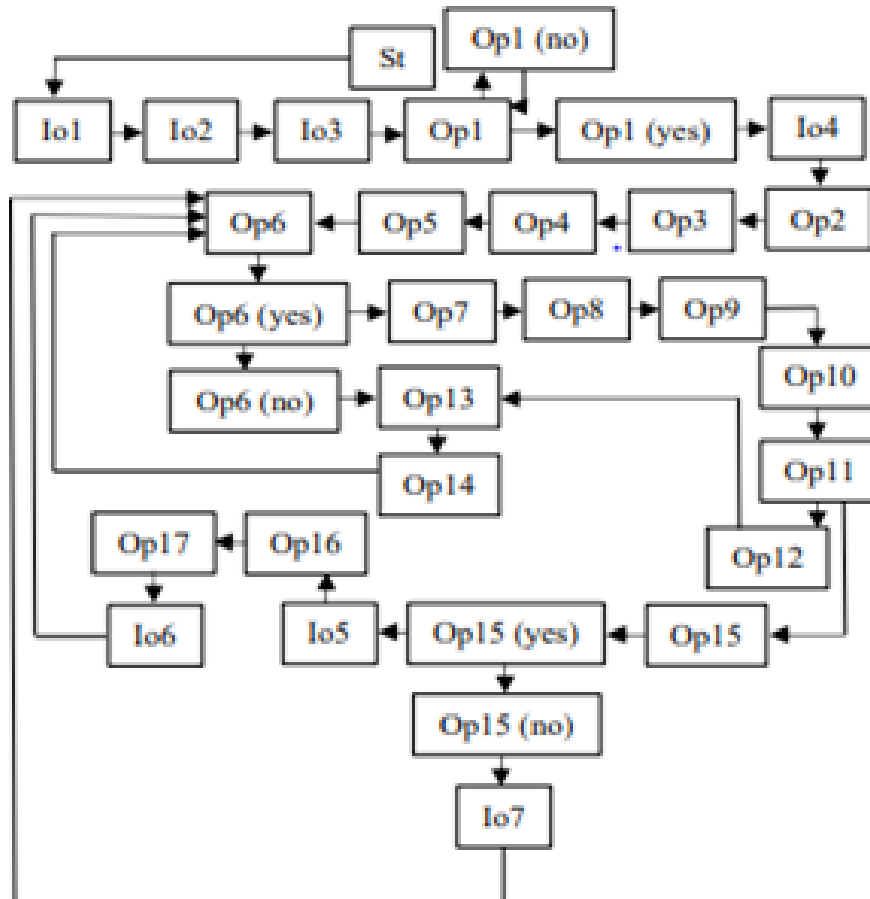 St
Op1 (no)
Io1
Io2
Io3
Op1
Op1 (yes)
Io4
Op6
Op5
Op4
Op3
Op2
Op6 (yes)
Op7
Op8
Op9
Op10
Op6 (no)
Op13
Op11
Op14
Op17
Op16
Op12
Io6
Io5
Op15 (yes)
Op15
Op15 (no)
Io7